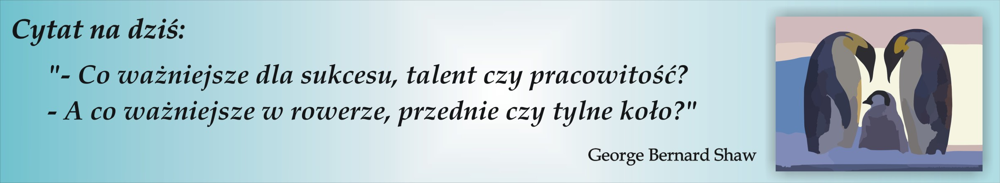 Cytat na dziś:
"- Co ważniejsze dla sukcesu, talent czy pracowitość?
- A co ważniejsze w rowerze, przednie czy tylne koło?"
George Bernard Shaw